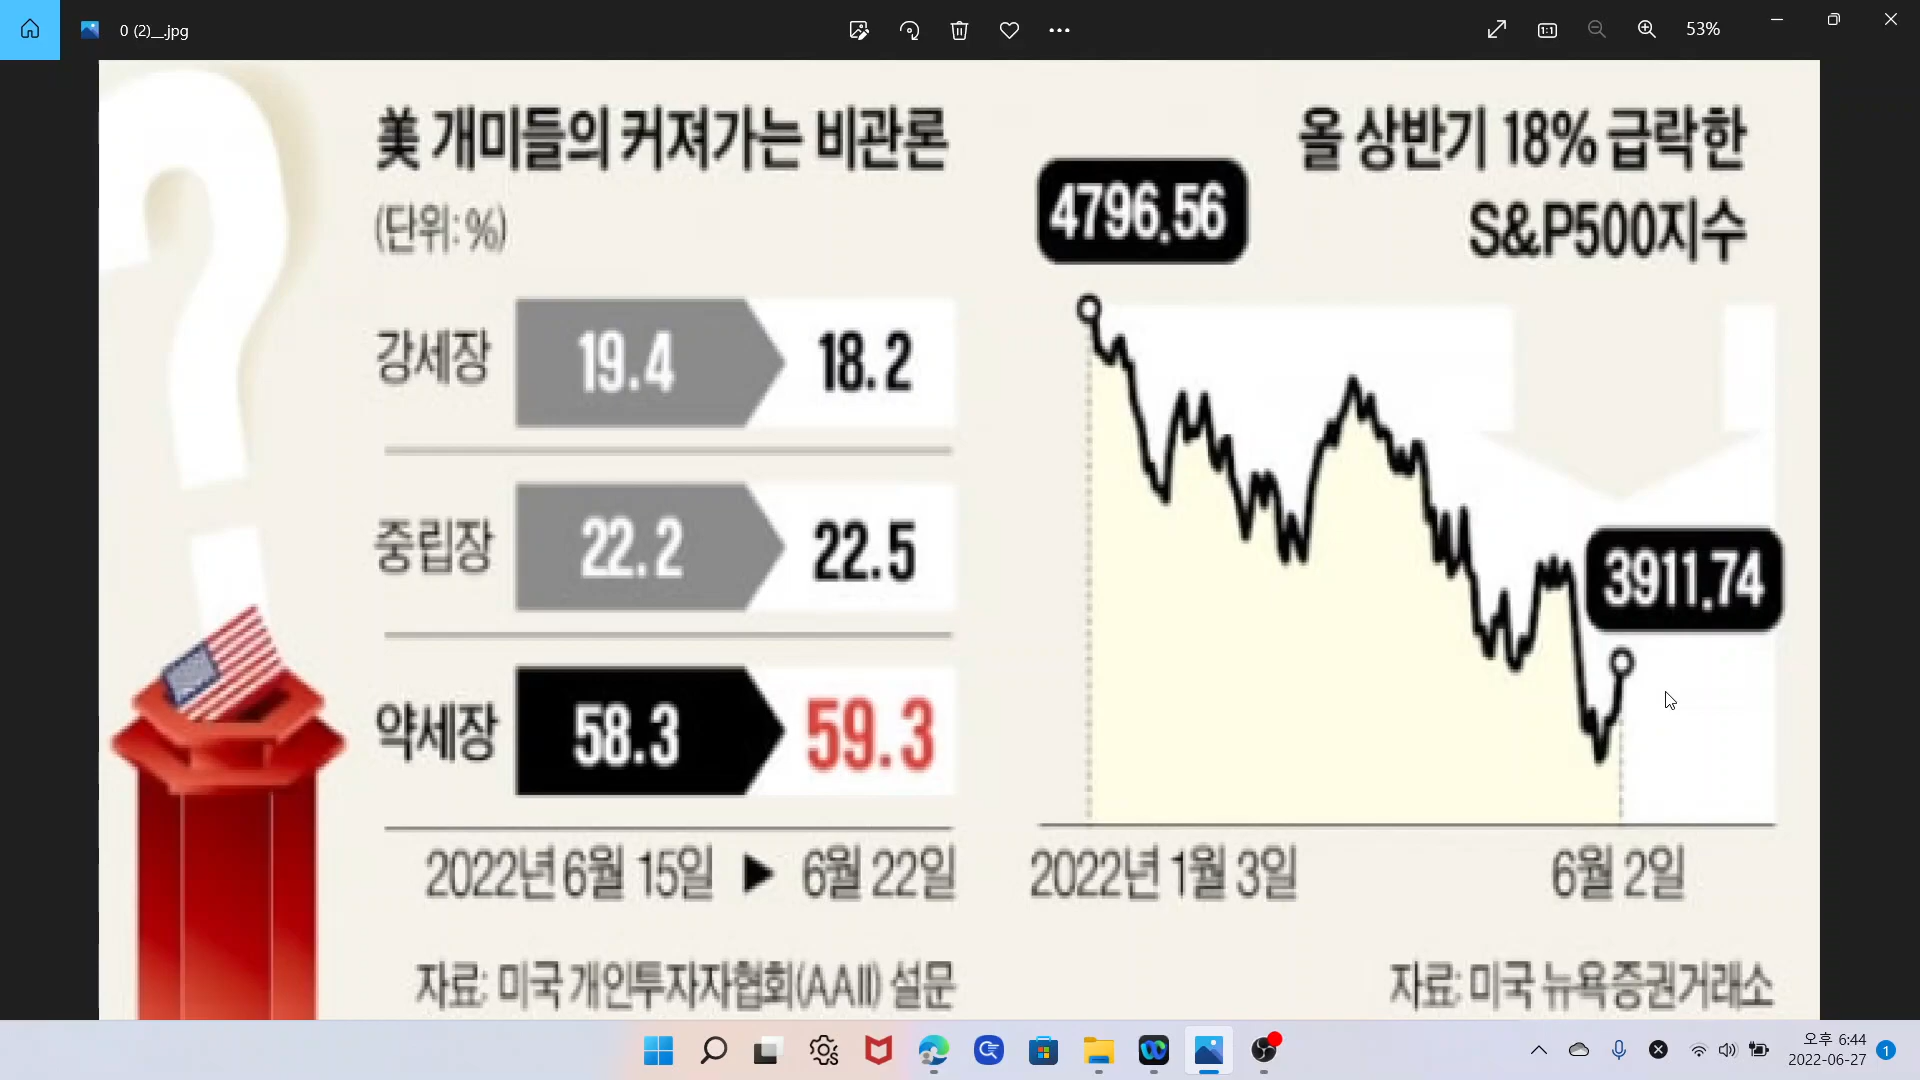 0 (2)__.jpg
53%
美 개미들의 커져가는 비관론
(단위: %)
강세장 19.4 18.2
중립장 22.2 22.5
약세장 58.3 59.3
2022년 6월 15일 ▶ 6월 22일
자료: 미국 개인투자자협회(AAII) 설문
올 상반기 18% 급락한
S&P500지수
4796.56
3911.74
2022년 1월 3일 6월 2일
자료: 미국 뉴욕증권거래소
오후 6:44
2022-06-27
1